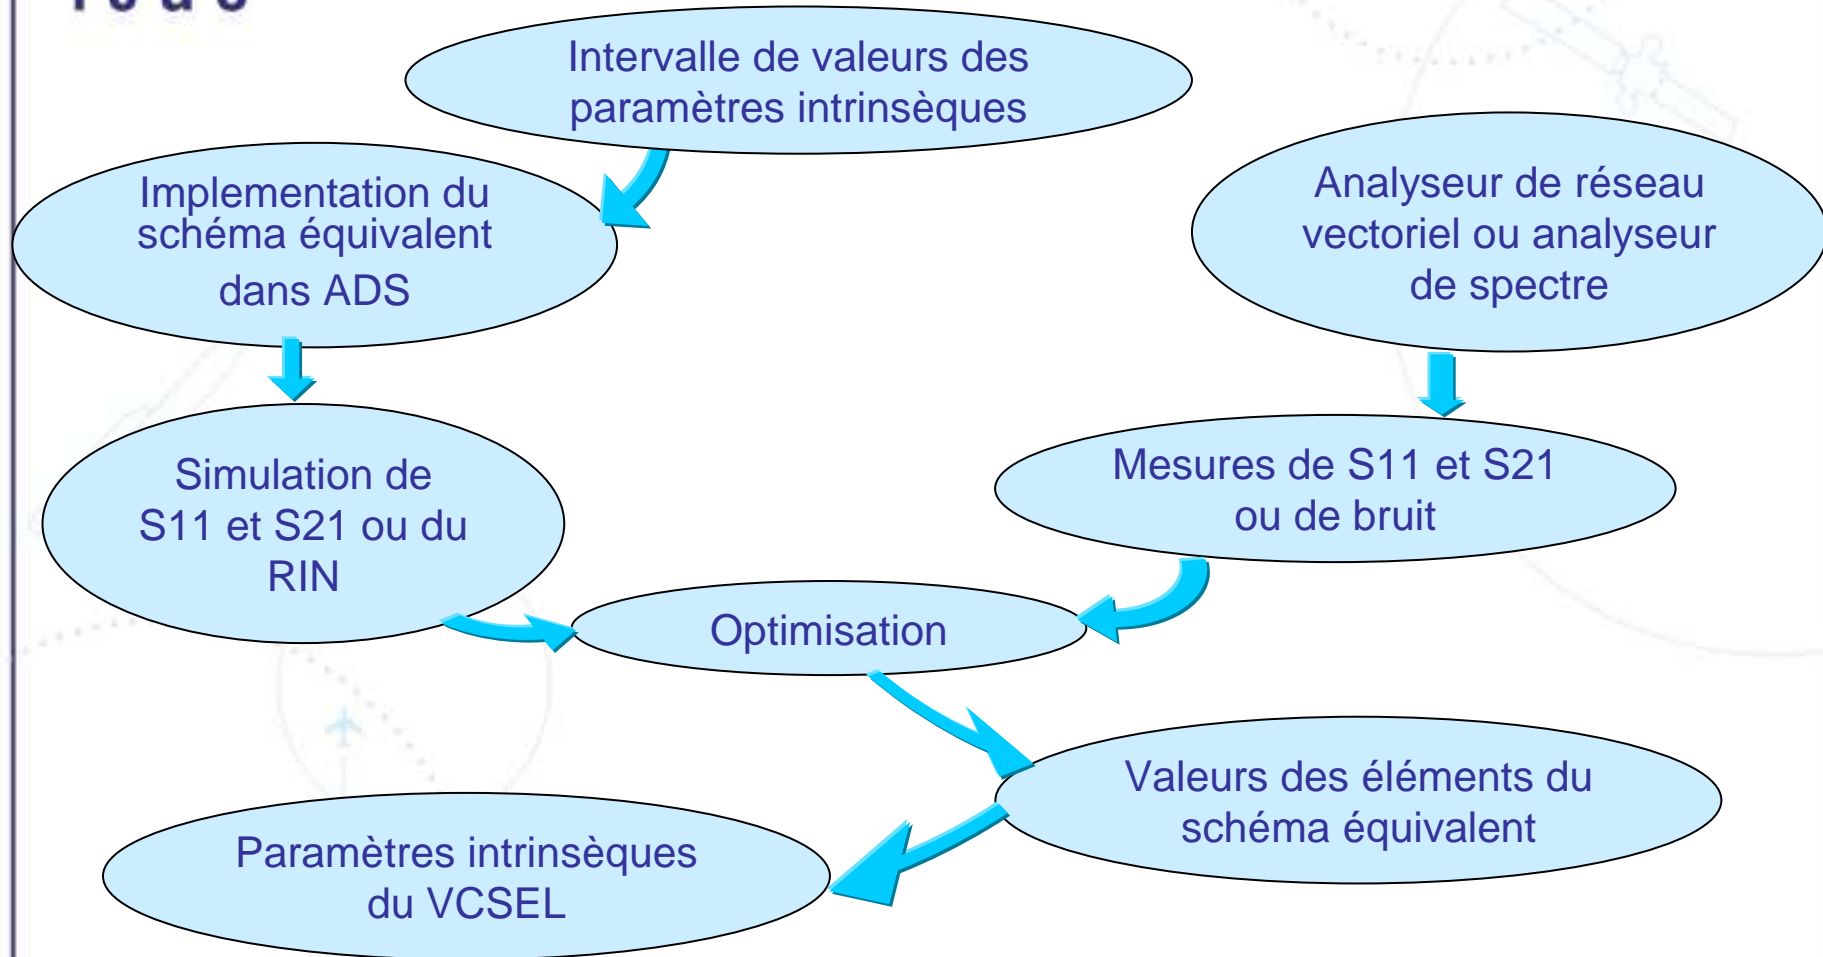 Intervalle de valeurs des
paramètres intrinsèques
Implementation du
schéma équivalent
dans ADS
Analyseur de réseau
vectoriel ou analyseur
de spectre
Simulation de
S11 et S21 ou du
RIN
Mesures de S11 et S21
ou de bruit
Optimisation
Valeurs des éléments du
schéma équivalent
Paramètres intrinsèques
du VCSEL